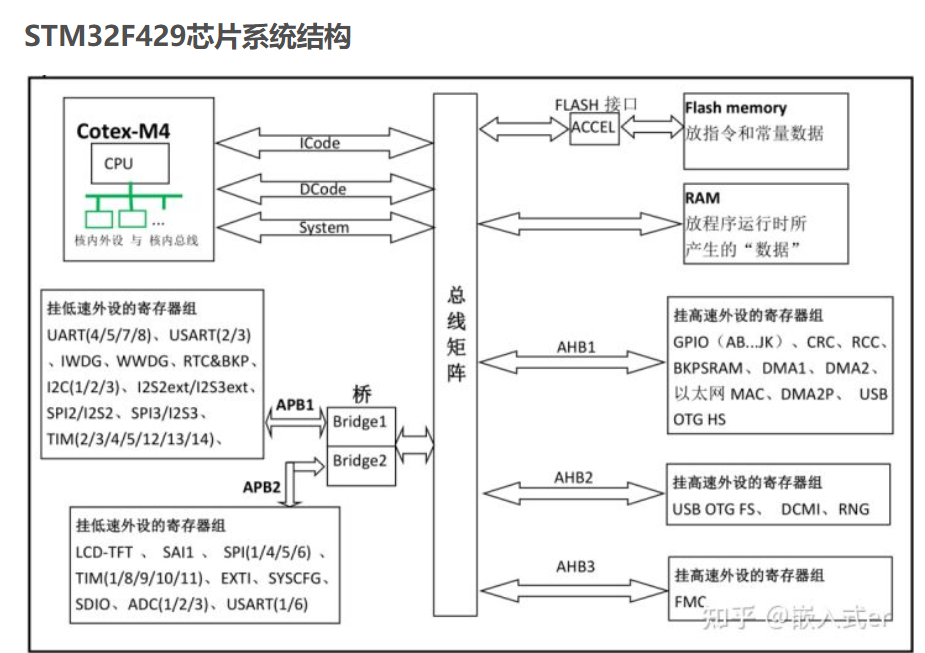 STM32F429芯片系统结构
Cotex-M4
CPU
...
核内外设 与 核内总线
ICode
DCode
System
总线矩阵
FLASH 接口
ACCEL
Flash memory
放指令和常量数据
RAM
放程序运行时所
产生的“数据”
挂低速外设的寄存器组
UART(4/5/7/8)、USART(2/3)
、IWDG、WWDG、RTC&BKP、
I2C(1/2/3)、I2S2ext/I2S3ext、
SPI2/I2S2、SPI3/I2S3、
TIM(2/3/4/5/12/13/14)、
APB1
桥
Bridge1
Bridge2
APB2
挂低速外设的寄存器组
LCD-TFT 、 SAI1 、 SPI(1/4/5/6) 、
TIM(1/8/9/10/11)、EXTI、SYSCFG、
SDIO、ADC(1/2/3)、USART(1/6)
AHB1
挂高速外设的寄存器组
GPIO（AB...JK）、CRC、RCC、
BKPSRAM、DMA1、DMA2、
以太网 MAC、DMA2P、 USB
OTG HS
AHB2
挂高速外设的寄存器组
USB OTG FS、 DCMI、RNG
AHB3
挂高速外设的寄存器组
FMC
知乎 @嵌入式er